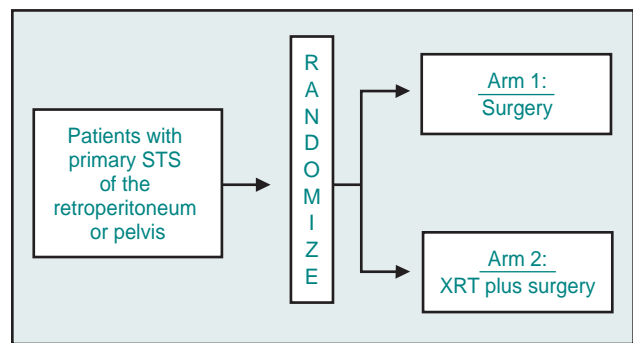 Patients with
primary STS
of the
retroperitoneum
or pelvis
R
A
N
D
O
M
I
Z
E
Arm 1:
Surgery
Arm 2:
XRT plus surgery